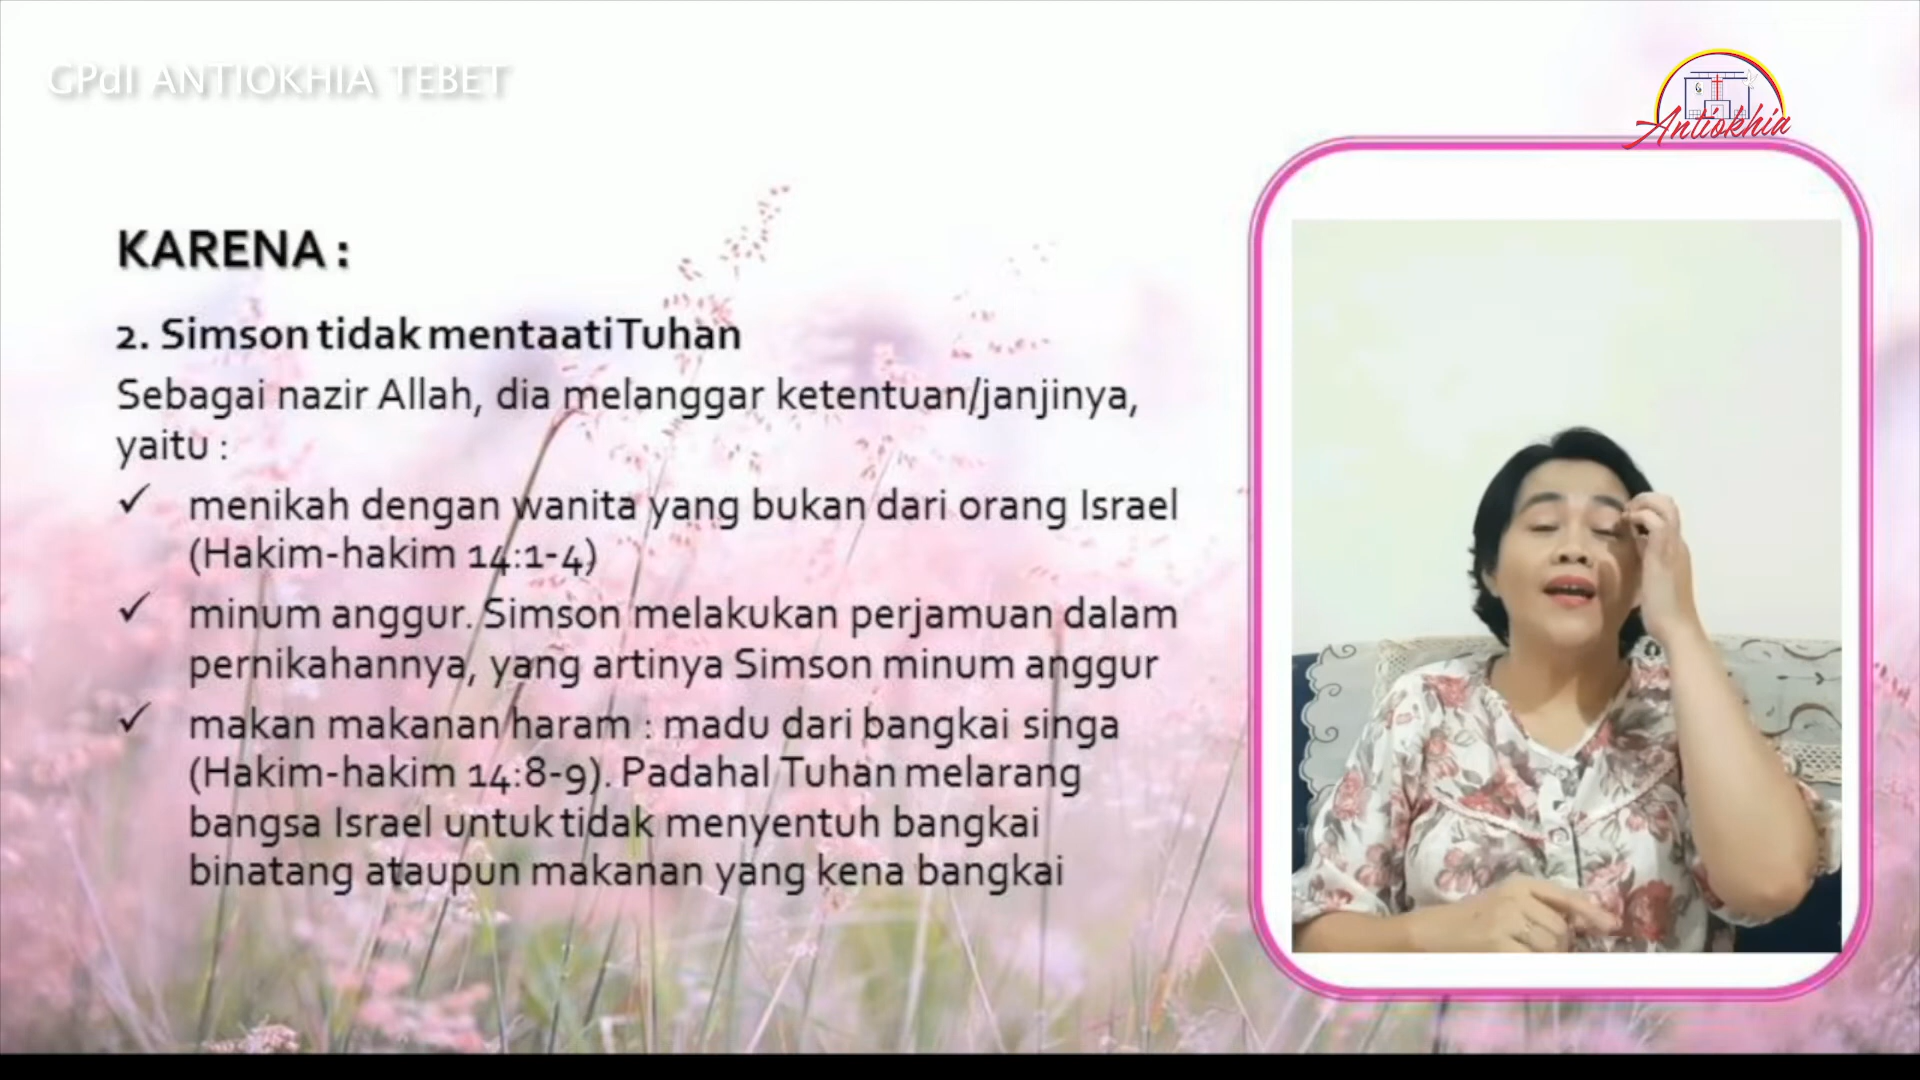 GPdI ANTIOKHIA TEBET
Antiokhia
KARENA :
2. Simson tidak mentaati Tuhan
Sebagai nazir Allah, dia melanggar ketentuan/janjinya,
yaitu :
✓ menikah dengan wanita yang bukan dari orang Israel
(Hakim-hakim 14:1-4)
✓ minum anggur. Simson melakukan perjamuan dalam
pernikahannya, yang artinya Simson minum anggur
✓ makan makanan haram : madu dari bangkai singa
(Hakim-hakim 14:8-9). Padahal Tuhan melarang
bangsa Israel untuk tidak menyentuh bangkai
binatang ataupun makanan yang kena bangkai